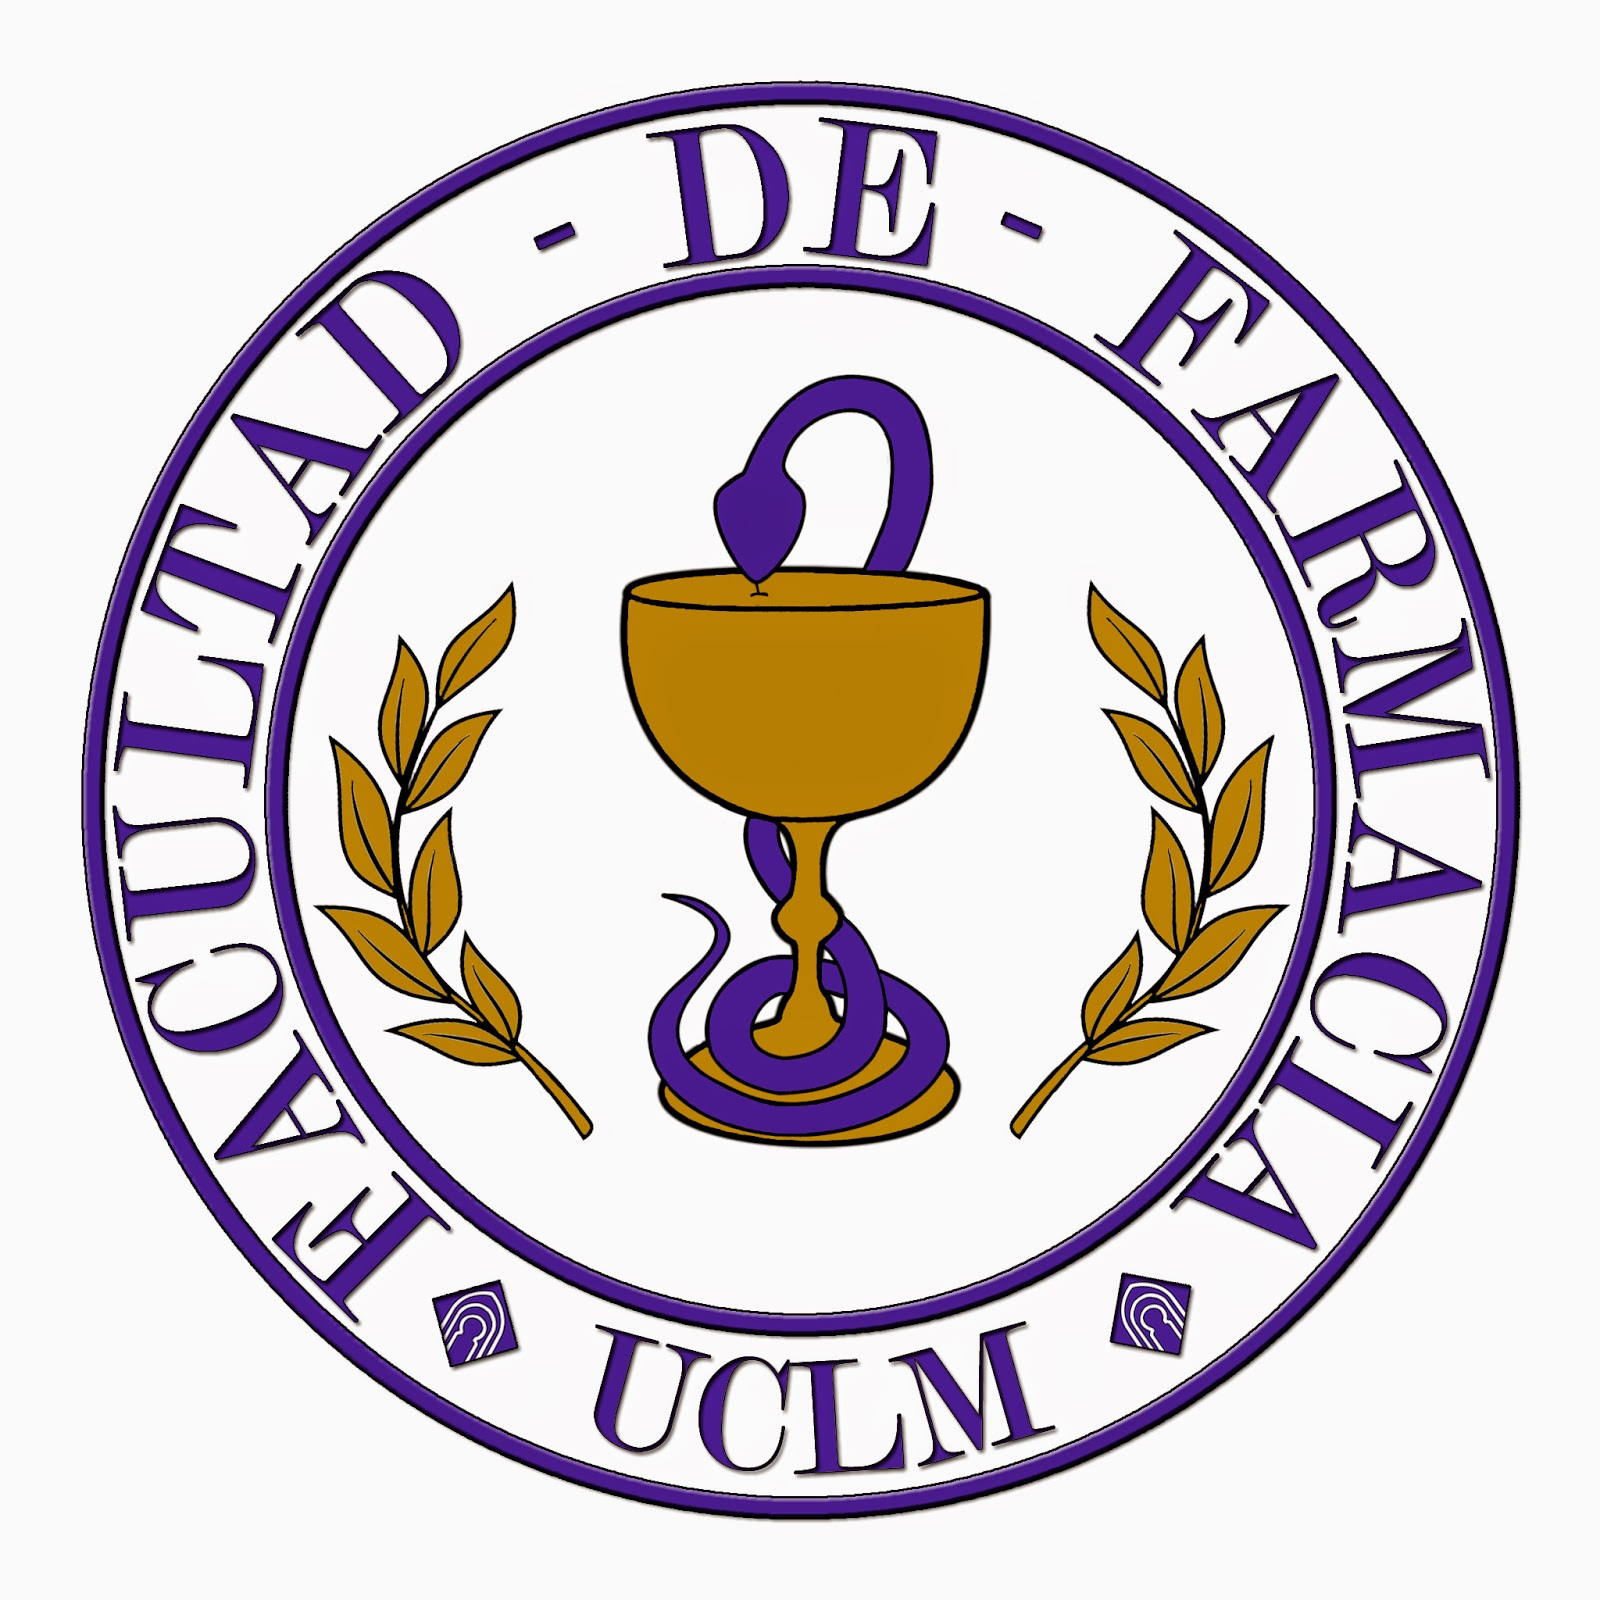 FACULTAD - DE - FARMACIA
UCLM